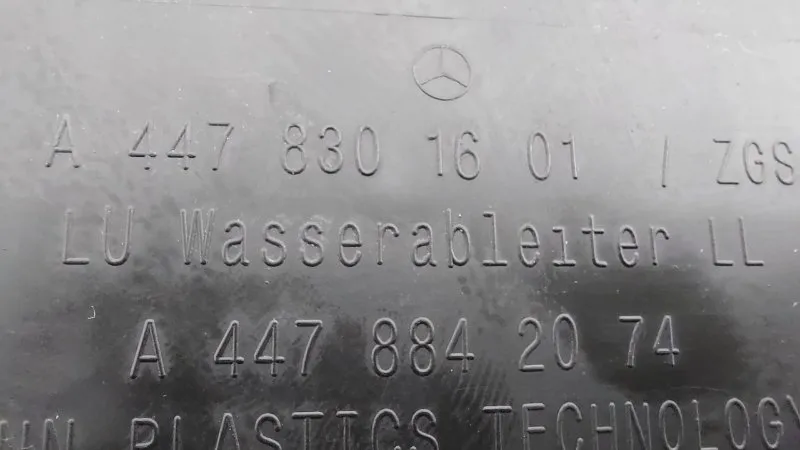 A 447 830 16 01 / ZGS
LU Wasserableiter LL
A 447 884 20 74
PLASTICS TECHNOLOGY